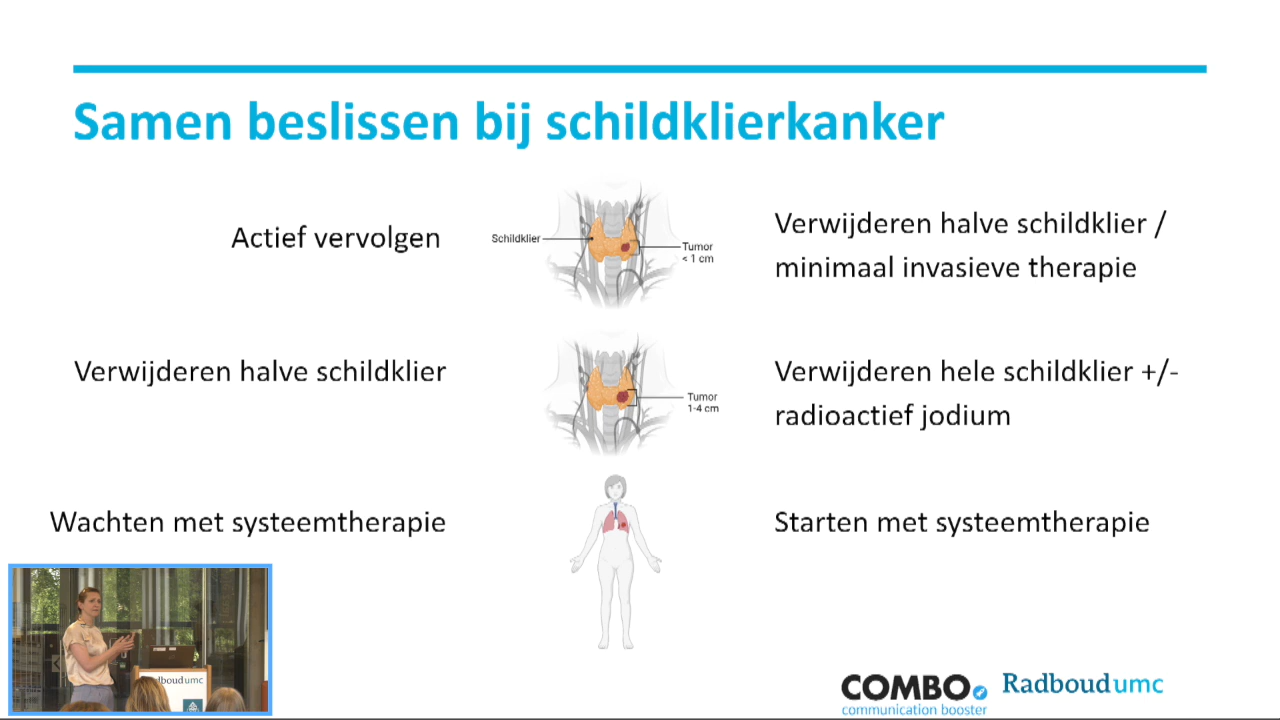 Samen beslissen bij schildklierkanker
Actief vervolgen
Schildklier
Tumor
< 1 cm
Verwijderen halve schildklier /
minimaal invasieve therapie
Verwijderen halve schildklier
Tumor
1-4 cm
Verwijderen hele schildklier +/-
radioactief jodium
Wachten met systeemtherapie
Starten met systeemtherapie
COMBO
communication booster
Radboudumc